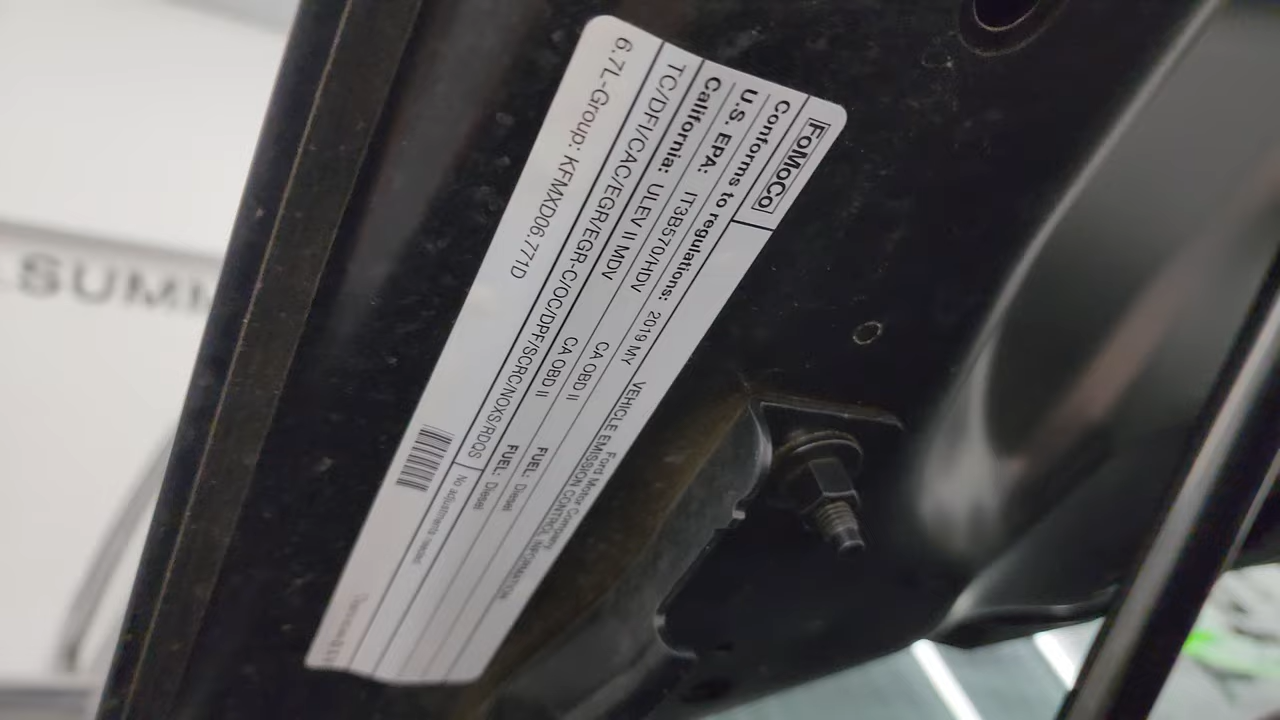 FoMoCo
VEHICLE EMISSION CONTROL INFORMATION
Ford Motor Company
Conforms to regulations: 2019 MY
U.S. EPA: IT3B570/HDV CA OBD II FUEL: Diesel
California: ULEV II MDV CA OBD II FUEL: Diesel
TC/DFI/CAC/EGR/EGR-C/OC/DPF/SCRC/NOXS/RDQS No adjustments needed.
6.7L-Group: KFMXD06.771D
SUMM